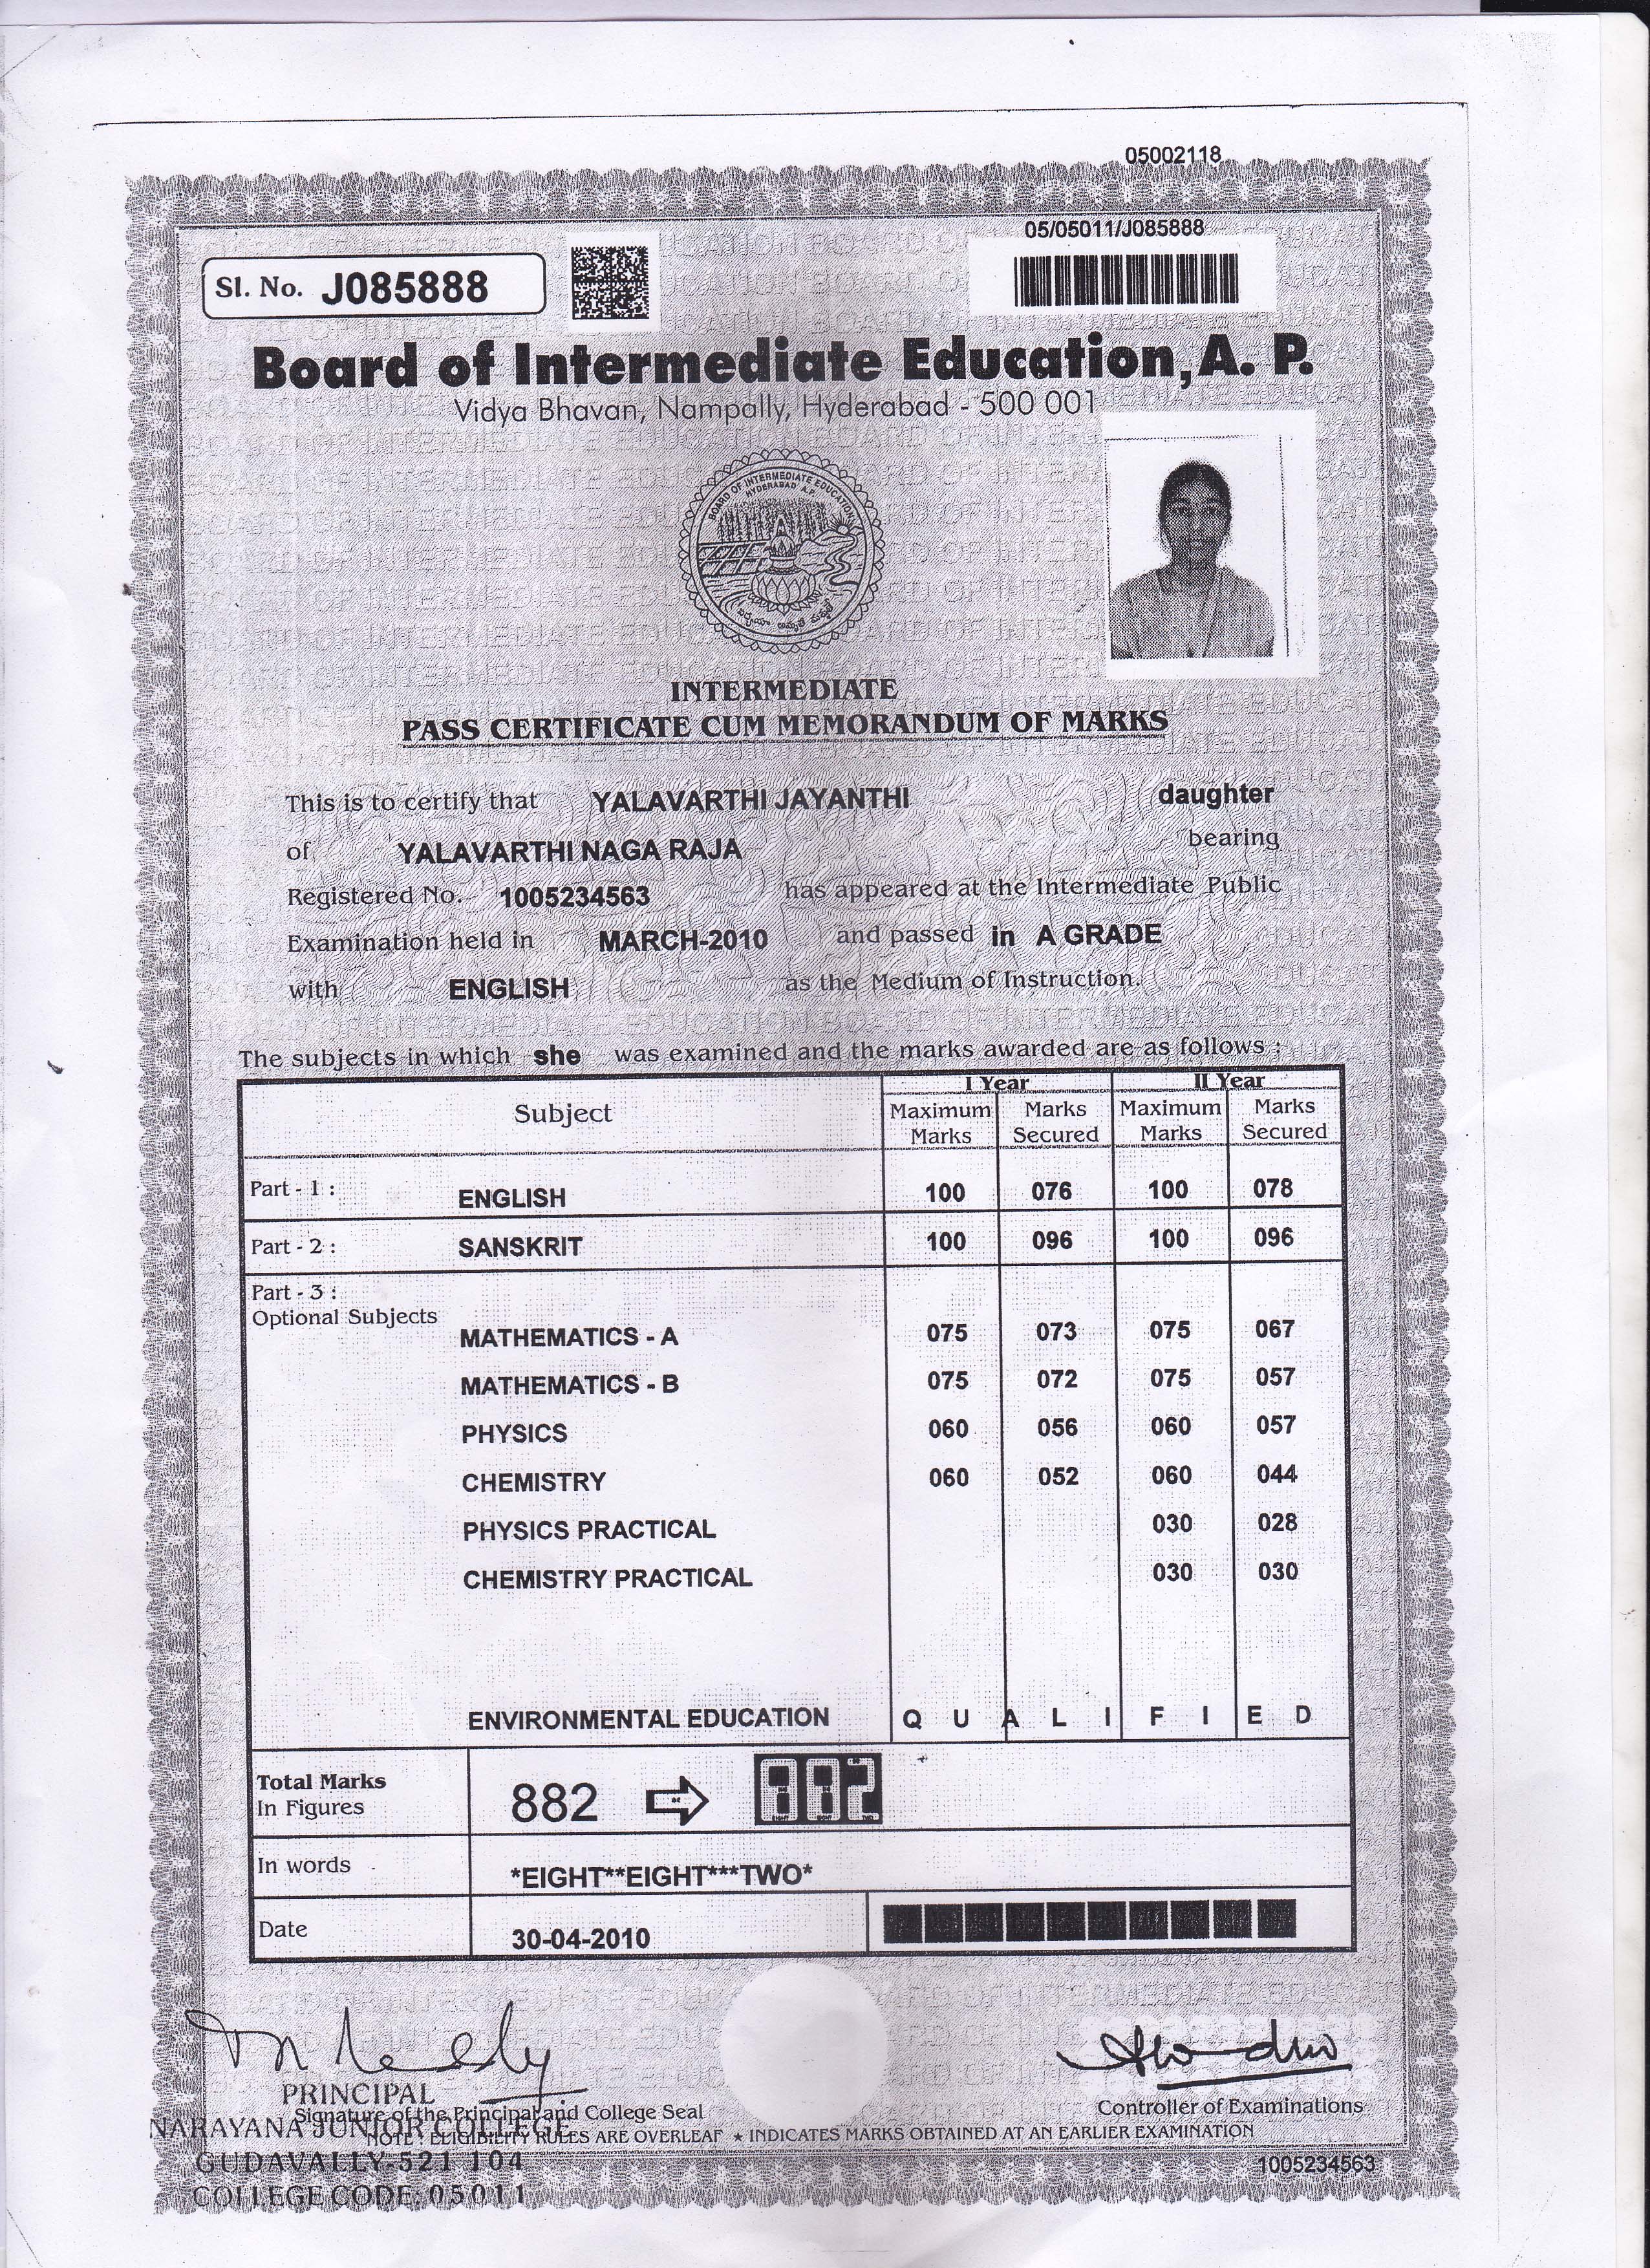 05002118
05/05011/J085888
Sl. No. J085888
Board of Intermediate Education, A. P.
Vidya Bhavan, Nampally, Hyderabad - 500 001
BOARD OF INTERMEDIATE EDUCATION
HYDERABAD A.P.
INTERMEDIATE
PASS CERTIFICATE CUM MEMORANDUM OF MARKS
This is to certify that YALAVARTHI JAYANTHI daughter
of YALAVARTHI NAGA RAJA bearing
Registered No. 1005234563 has appeared at the Intermediate Public
Examination held in MARCH-2010 and passed in A GRADE
with ENGLISH as the Medium of Instruction.
The subjects in which she was examined and the marks awarded are as follows :
I Year II Year
Subject Maximum Marks Marks Secured Maximum Marks Marks Secured
Part - 1 : ENGLISH 100 076 100 078
Part - 2 : SANSKRIT 100 096 100 096
Part - 3 :
Optional Subjects
MATHEMATICS - A 075 073 075 067
MATHEMATICS - B 075 072 075 057
PHYSICS 060 056 060 057
CHEMISTRY 060 052 060 044
PHYSICS PRACTICAL 030 028
CHEMISTRY PRACTICAL 030 030
ENVIRONMENTAL EDUCATION Q U A L I F I E D
Total Marks
In Figures 882 882
In words *EIGHT**EIGHT***TWO*
Date 30-04-2010
PRINCIPAL
Signature of the Principal and College Seal Controller of Examinations
NARAYANA JUNIOR COLLEGE
NOTE : ELIGIBILITY RULES ARE OVERLEAF ★ INDICATES MARKS OBTAINED AT AN EARLIER EXAMINATION
GUDAVALLY-521 104
1005234563
COLLEGE CODE: 05011